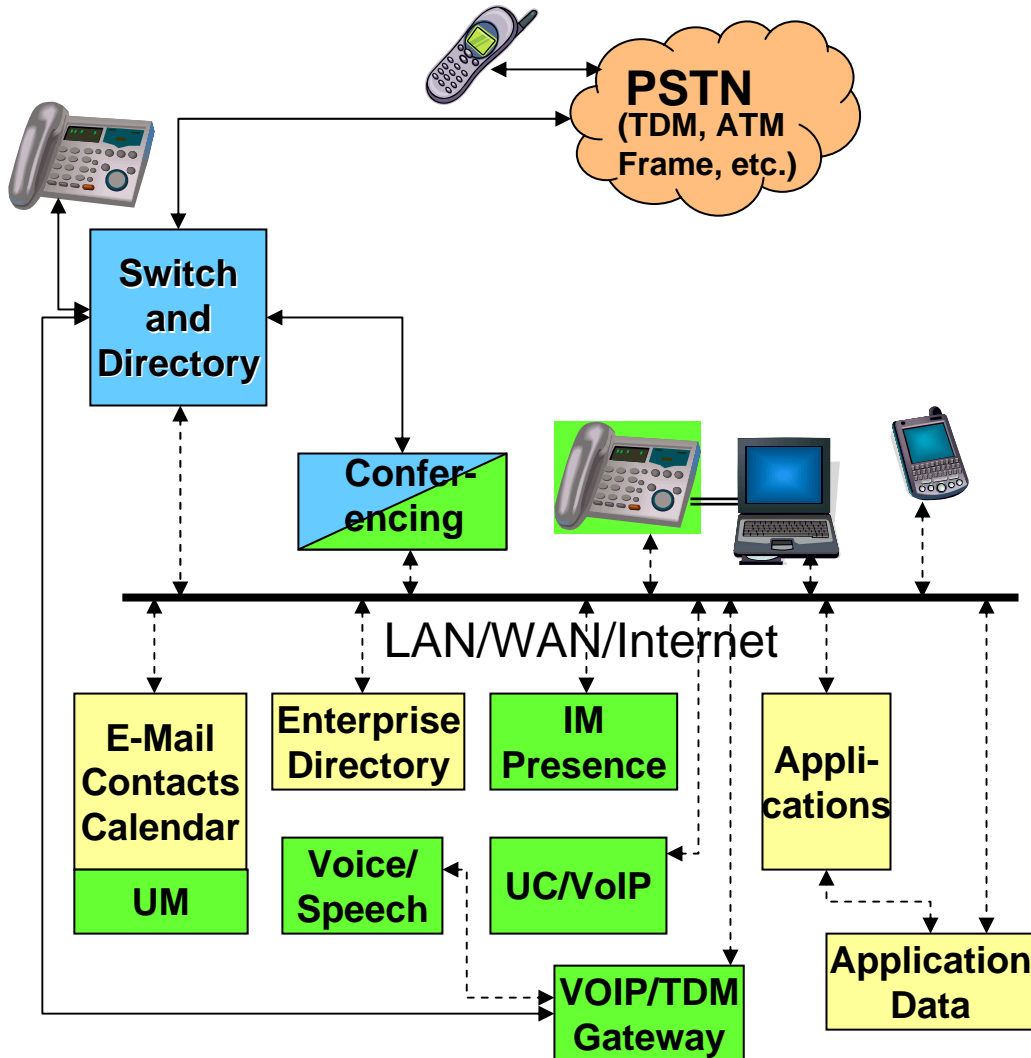 PSTN
(TDM, ATM
Frame, etc.)
Switch
and
Directory
Confer-
encing
LAN/WAN/Internet
E-Mail
Contacts
Calendar
UM
Enterprise
Directory
IM
Presence
Appli-
cations
Voice/
Speech
UC/VoIP
VOIP/TDM
Gateway
Application
Data